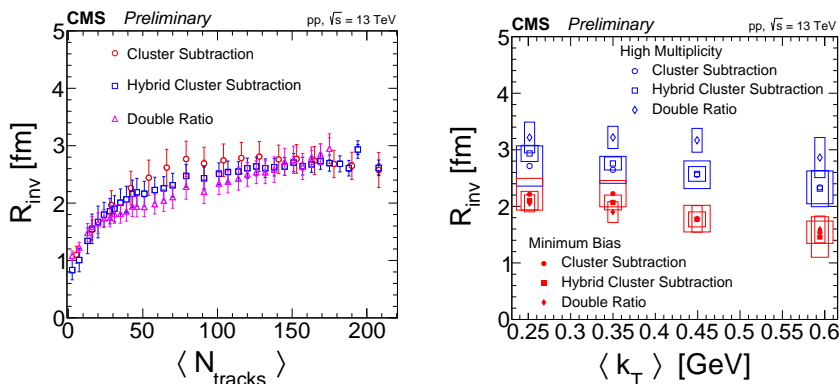 CMS Preliminary pp, √s = 13 TeV
Cluster Subtraction
Hybrid Cluster Subtraction
Double Ratio
R_inv [fm]
5
4
3
2
1
0
0 50 100 150 200
⟨ N_tracks ⟩
CMS Preliminary pp, √s = 13 TeV
High Multiplicity
Cluster Subtraction
Hybrid Cluster Subtraction
Double Ratio
R_inv [fm]
5
4
3
2
1
0
Minimum Bias
Cluster Subtraction
Hybrid Cluster Subtraction
Double Ratio
0.25 0.3 0.35 0.4 0.45 0.5 0.55 0.6
⟨ k_T ⟩ [GeV]